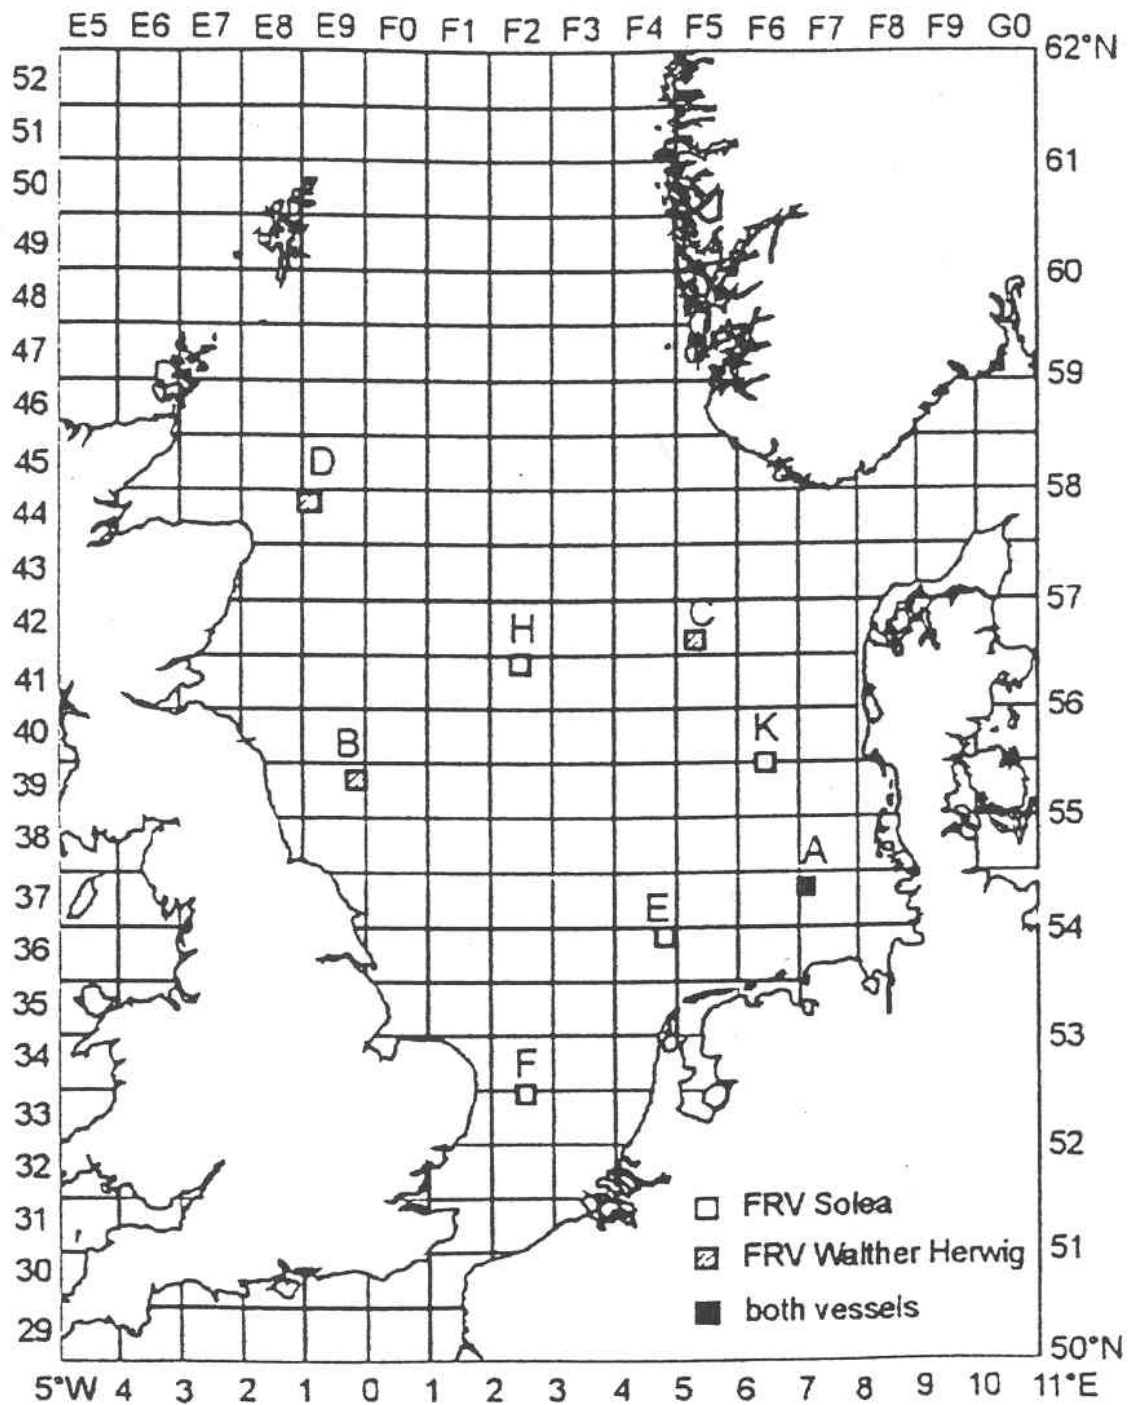 E5 E6 E7 E8 E9 F0 F1 F2 F3 F4 F5 F6 F7 F8 F9 G0
62°N
52
51
61
50
49
60
48
47
59
46
45
D
58
44
43
57
42
H
C
41
56
40
B
K
39
55
38
A
37
E
54
36
35
53
34
F
33
52
32
FRV Solea
31
FRV Walther Herwig
51
30
both vessels
29
50°N
5°W 4 3 2 1 0 1 2 3 4 5 6 7 8 9 10 11°E